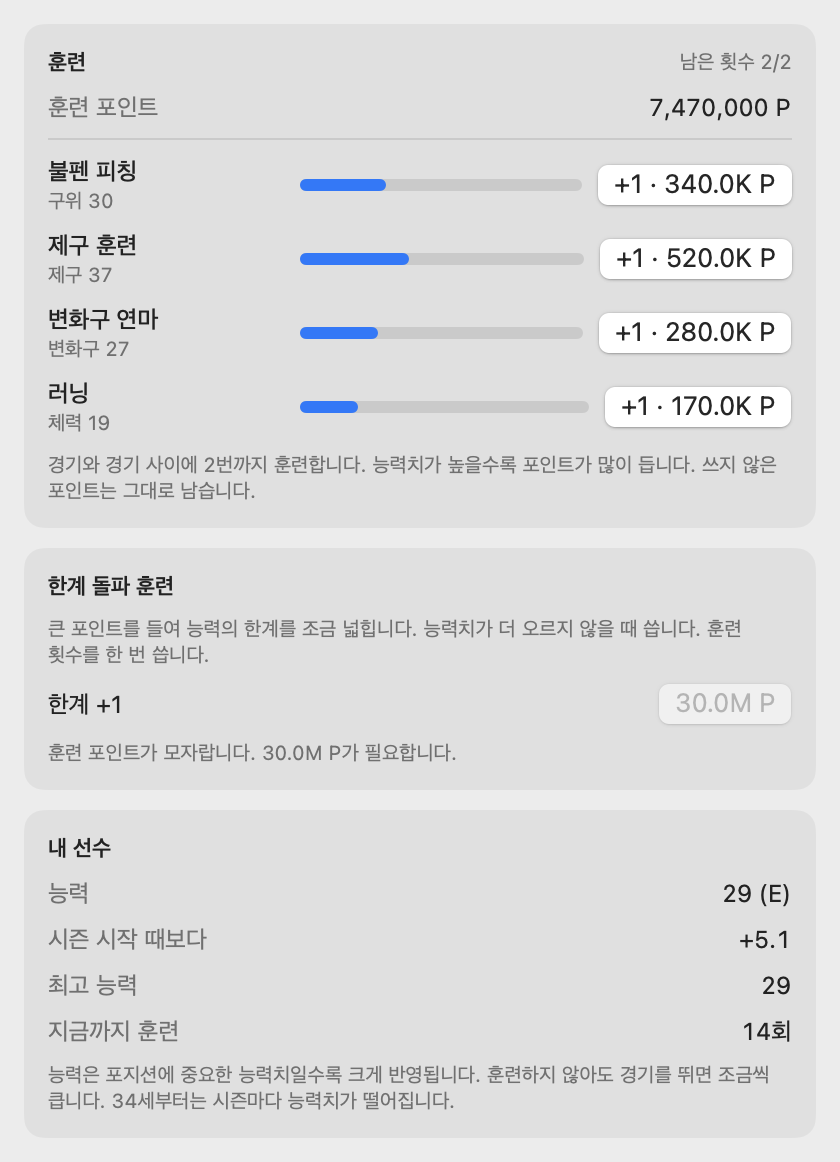 훈련 남은 횟수 2/2
훈련 포인트 7,470,000 P
불펜 피칭
구위 30
+1 · 340.0K P
제구 훈련
제구 37
+1 · 520.0K P
변화구 연마
변화구 27
+1 · 280.0K P
러닝
체력 19
+1 · 170.0K P
경기와 경기 사이에 2번까지 훈련합니다. 능력치가 높을수록 포인트가 많이 듭니다. 쓰지 않은
포인트는 그대로 남습니다.
한계 돌파 훈련
큰 포인트를 들여 능력의 한계를 조금 넓힙니다. 능력치가 더 오르지 않을 때 씁니다. 훈련
횟수를 한 번 씁니다.
한계 +1 30.0M P
훈련 포인트가 모자랍니다. 30.0M P가 필요합니다.
내 선수
능력 29 (E)
시즌 시작 때보다 +5.1
최고 능력 29
지금까지 훈련 14회
능력은 포지션에 중요한 능력치일수록 크게 반영됩니다. 훈련하지 않아도 경기를 뛰면 조금씩
큽니다. 34세부터는 시즌마다 능력치가 떨어집니다.